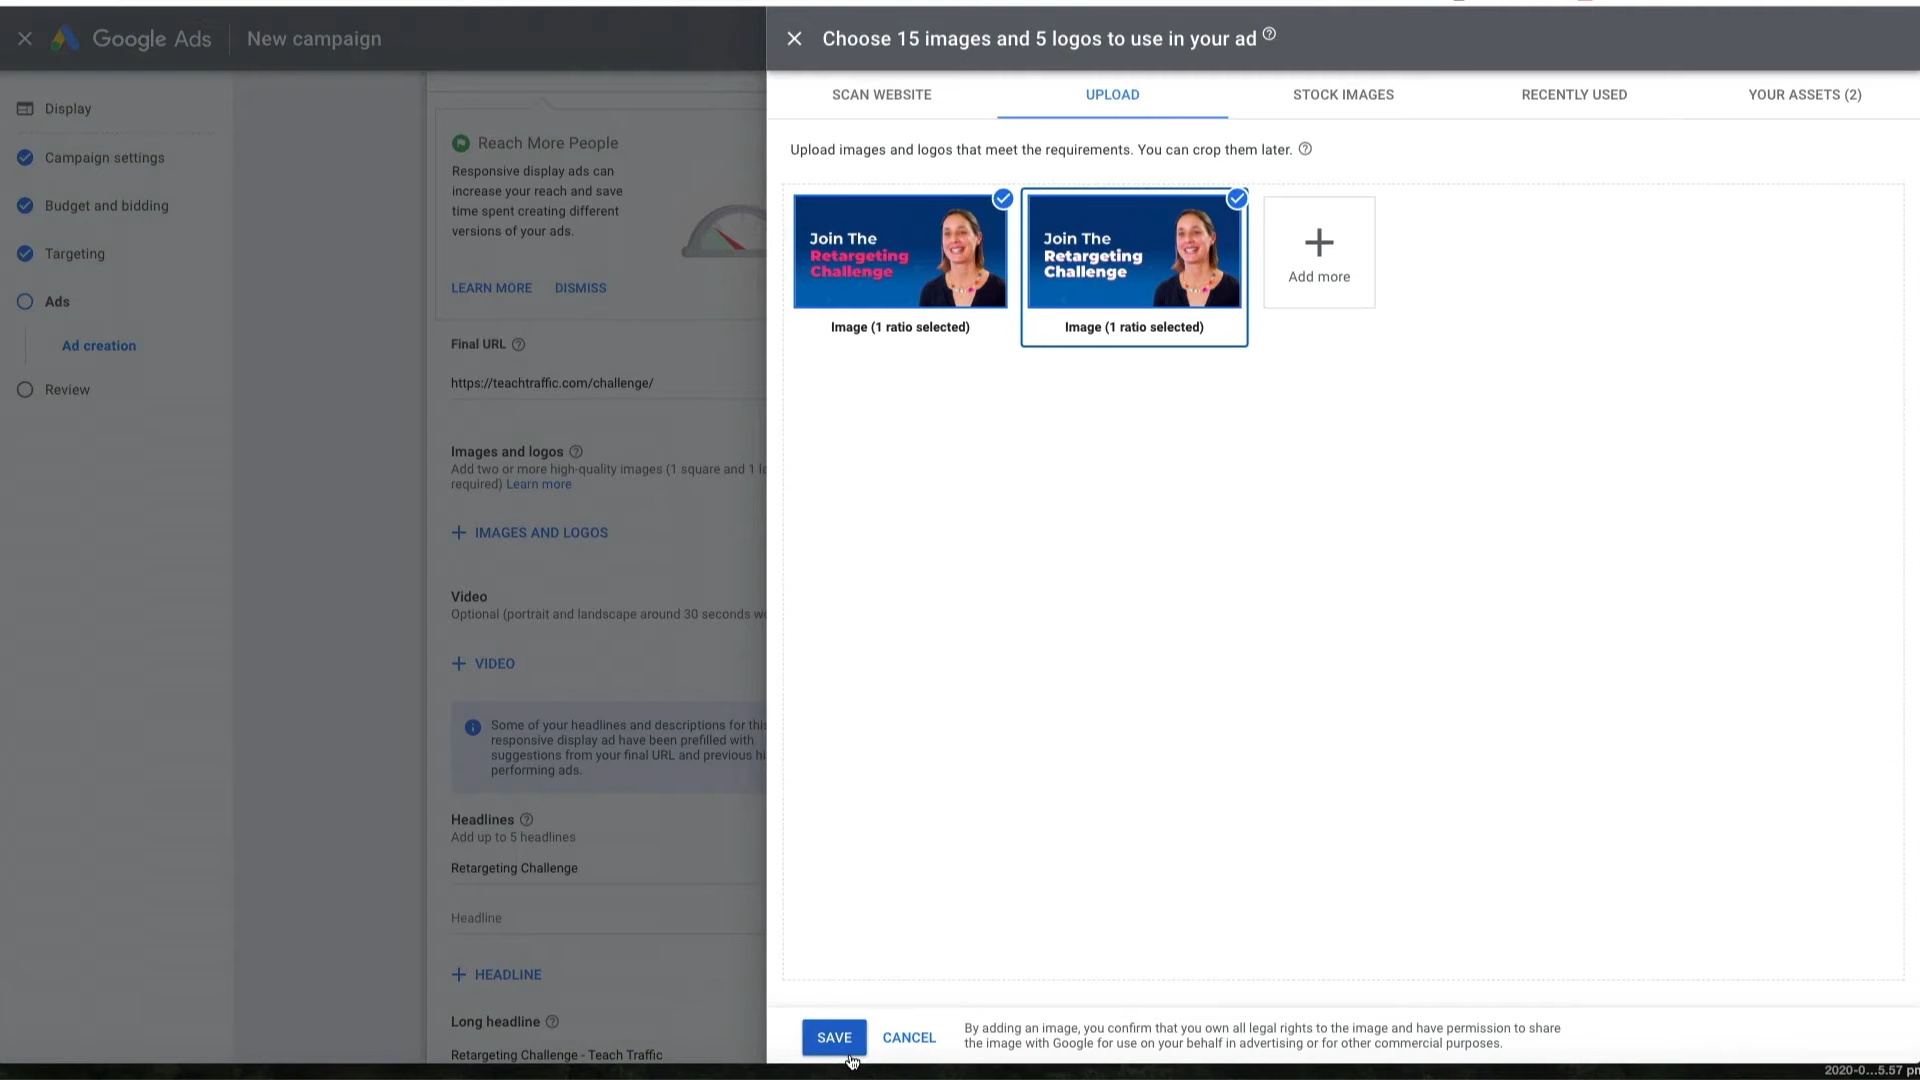 Google Ads
New campaign
Choose 15 images and 5 logos to use in your ad
Display
Campaign settings
Budget and bidding
Targeting
Ads
Ad creation
Review
Reach More People
Responsive display ads can
increase your reach and save
time spent creating different
versions of your ads.
LEARN MORE
DISMISS
Final URL
https://teachtraffic.com/challenge/
Images and logos
Add two or more high-quality images (1 square and 1
required) Learn more
IMAGES AND LOGOS
Video
Optional (portrait and landscape around 30 seconds
VIDEO
Some of your headlines and descriptions for this
responsive display ad have been prefilled with
suggestions from your final URL and previous
performing ads.
Headlines
Add up to 5 headlines
Retargeting Challenge
Headline
HEADLINE
Long headline
Retargeting Challenge - Teach Traffic
SCAN WEBSITE
UPLOAD
STOCK IMAGES
RECENTLY USED
YOUR ASSETS (2)
Upload images and logos that meet the requirements. You can crop them later.
Join The
Retargeting
Challenge
Image (1 ratio selected)
Join The
Retargeting
Challenge
Image (1 ratio selected)
Add more
SAVE
CANCEL
By adding an image, you confirm that you own all legal rights to the image and have permission to share
the image with Google for use on your behalf in advertising or for other commercial purposes.
2020-0...5.57 pm